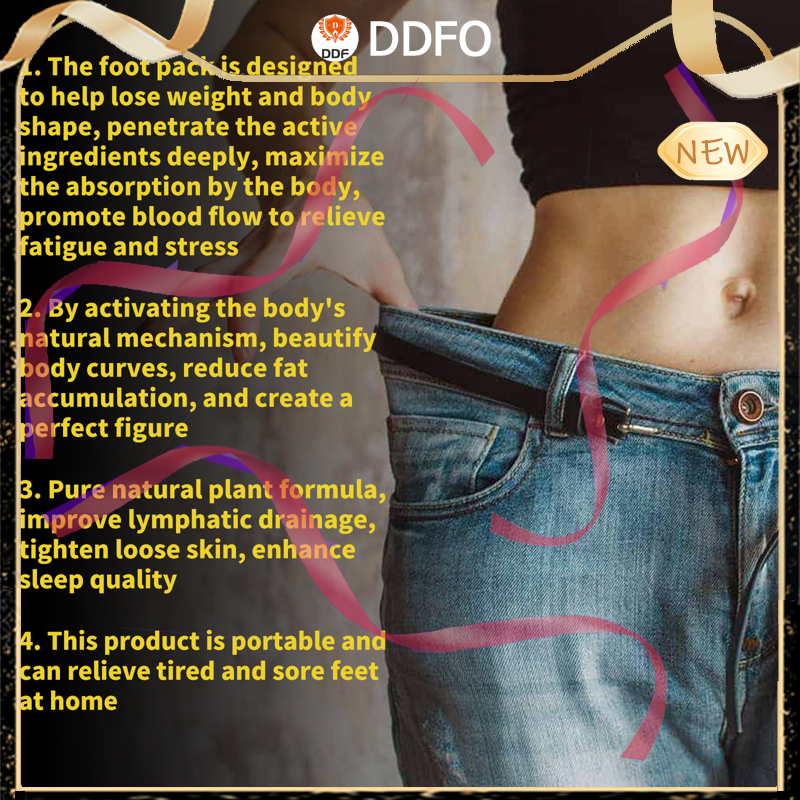 DDF
DDFO
1. The foot pack is designed
to help lose weight and body
shape, penetrate the active
ingredients deeply, maximize
the absorption by the body,
promote blood flow to relieve
fatigue and stress
NEW
2. By activating the body's
natural mechanism, beautify
body curves, reduce fat
accumulation, and create a
perfect figure
3. Pure natural plant formula,
improve lymphatic drainage,
tighten loose skin, enhance
sleep quality
4. This product is portable and
can relieve tired and sore feet
at home